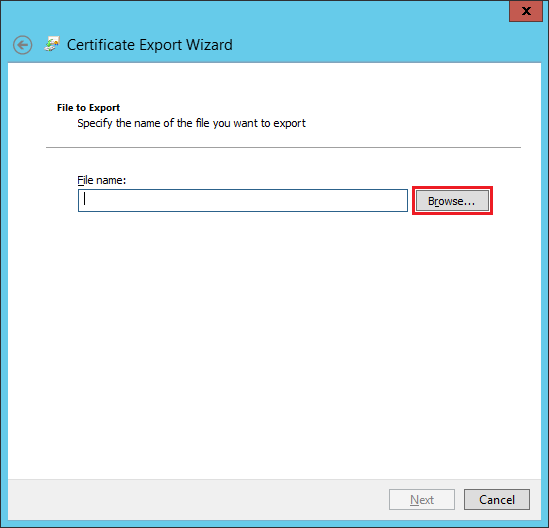 x
Certificate Export Wizard
File to Export
Specify the name of the file you want to export
File name:
Browse...
Next
Cancel